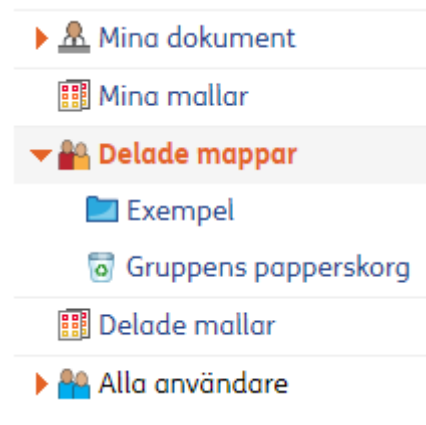 Mina dokument
Mina mallar
Delade mappar
Exempel
Gruppens papperskorg
Delade mallar
Alla användare